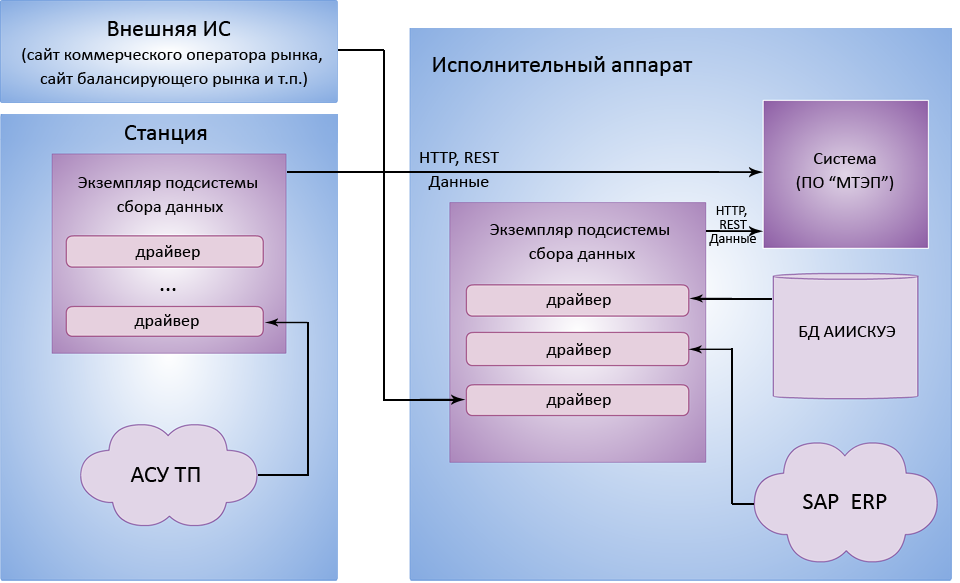 Внешняя ИС
(сайт коммерческого оператора рынка,
сайт балансирующего рынка и т.п.)
Станция
Экземпляр подсистемы
сбора данных
драйвер
...
драйвер
АСУ ТП
Исполнительный аппарат
HTTP, REST
Данные
Система
(ПО “МТЭП”)
HTTP,
REST
Данные
Экземпляр подсистемы
сбора данных
драйвер
драйвер
драйвер
БД АИИСКУЭ
SAP ERP